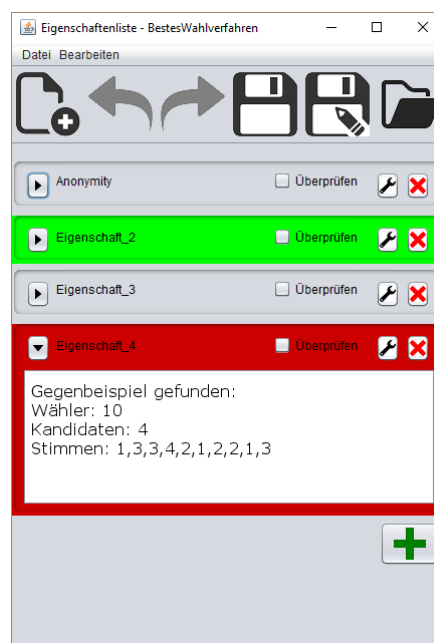 Eigenschaftenliste - BestesWahlverfahren
Datei Bearbeiten
Anonymity Überprüfen
Eigenschaft_2 Überprüfen
Eigenschaft_3 Überprüfen
Eigenschaft_4 Überprüfen
Gegenbeispiel gefunden:
Wähler: 10
Kandidaten: 4
Stimmen: 1,3,3,4,2,1,2,2,1,3